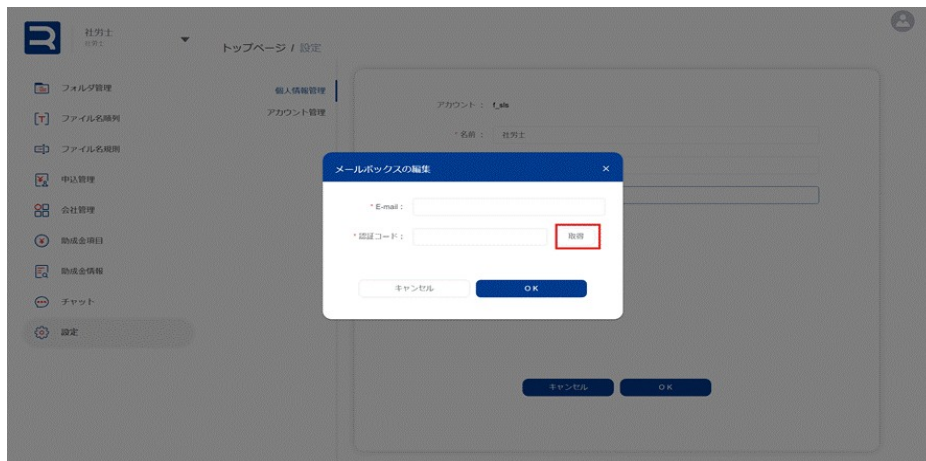 社労士
社労士
トップページ / 設定
フォルダ管理
ファイル名順列
ファイル名規則
申込管理
会社管理
助成金項目
助成金情報
チャット
設定
個人情報管理
アカウント管理
アカウント : f_sls
* 名前 : 社労士
メールボックスの編集 ×
* E-mail :
* 認証コード : 取得
キャンセル OK
キャンセル OK